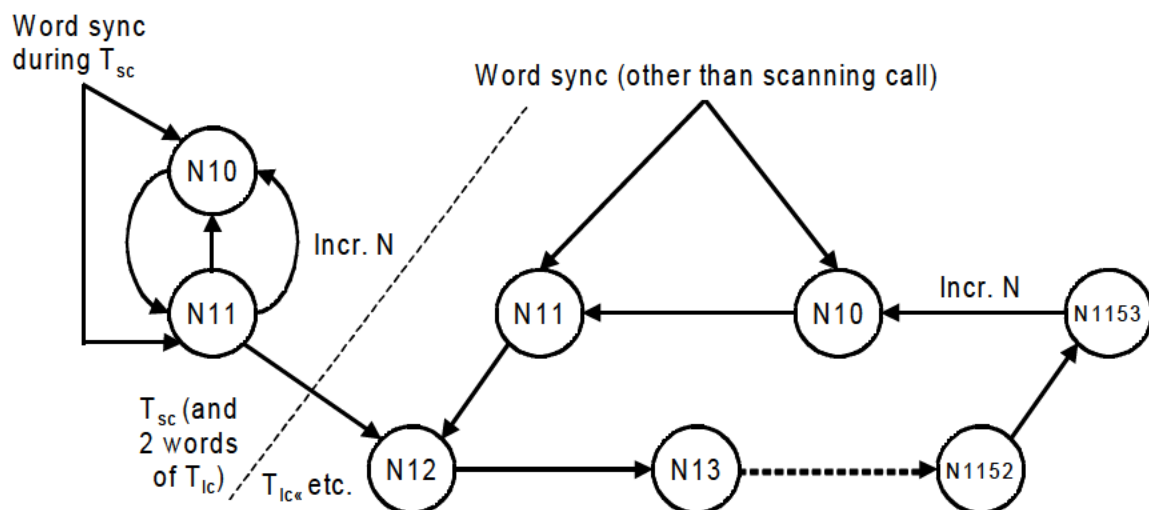 Word sync
during Tsc
Word sync (other than scanning call)
N10
Incr. N
N11
N11
N10
Incr. N
N1153
Tsc (and
2 words
of Tlc)
Tlc« etc.
N12
N13
N1152